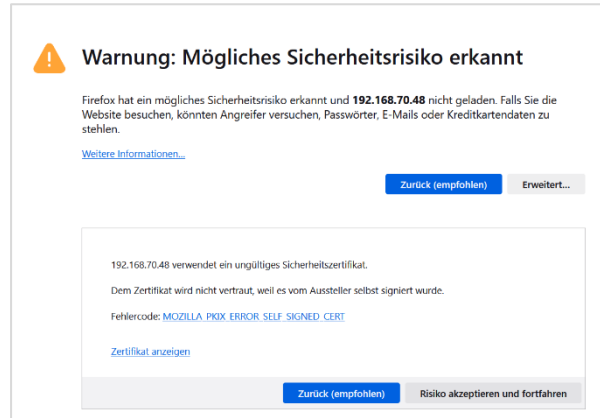 Warnung: Mögliches Sicherheitsrisiko erkannt
Firefox hat ein mögliches Sicherheitsrisiko erkannt und 192.168.70.48 nicht geladen. Falls Sie die
Website besuchen, könnten Angreifer versuchen, Passwörter, E-Mails oder Kreditkartendaten zu
stehlen.
Weitere Informationen...
Zurück (empfohlen) Erweitert...
192.168.70.48 verwendet ein ungültiges Sicherheitszertifikat.
Dem Zertifikat wird nicht vertraut, weil es vom Aussteller selbst signiert wurde.
Fehlercode: MOZILLA_PKIX_ERROR_SELF_SIGNED_CERT
Zertifikat anzeigen
Zurück (empfohlen) Risiko akzeptieren und fortfahren